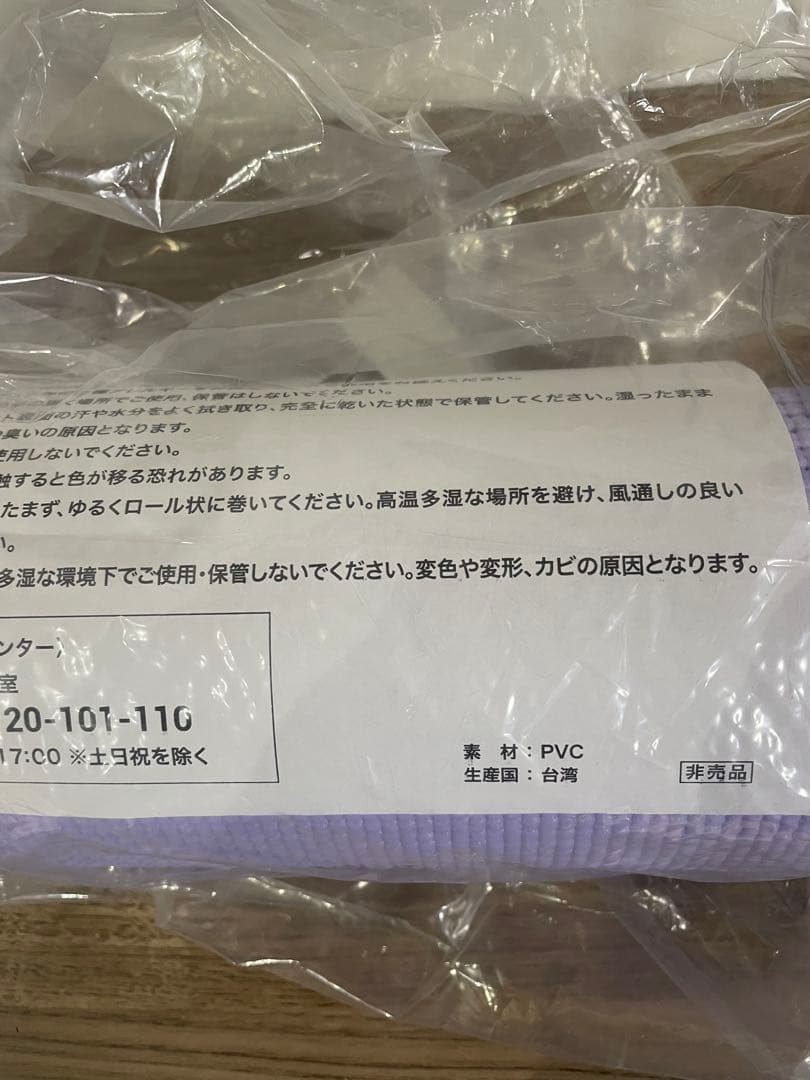 場所でご使用、保管はしないでください。
の汗や水分をよく拭き取り、完全に乾いた状態で保管してください。湿ったまま
臭いの原因となります。
使用しないでください。
触すると色が移る恐れがあります。
たまず、ゆるくロール状に巻いてください。高温多湿な場所を避け、風通しの良い
い。
多湿な環境下でご使用・保管しないでください。変色や変形、カビの原因となります。
ンター)
室
20-101-110
17:00 ※土日祝を除く
素 材：PVC
生産国：台湾
非売品